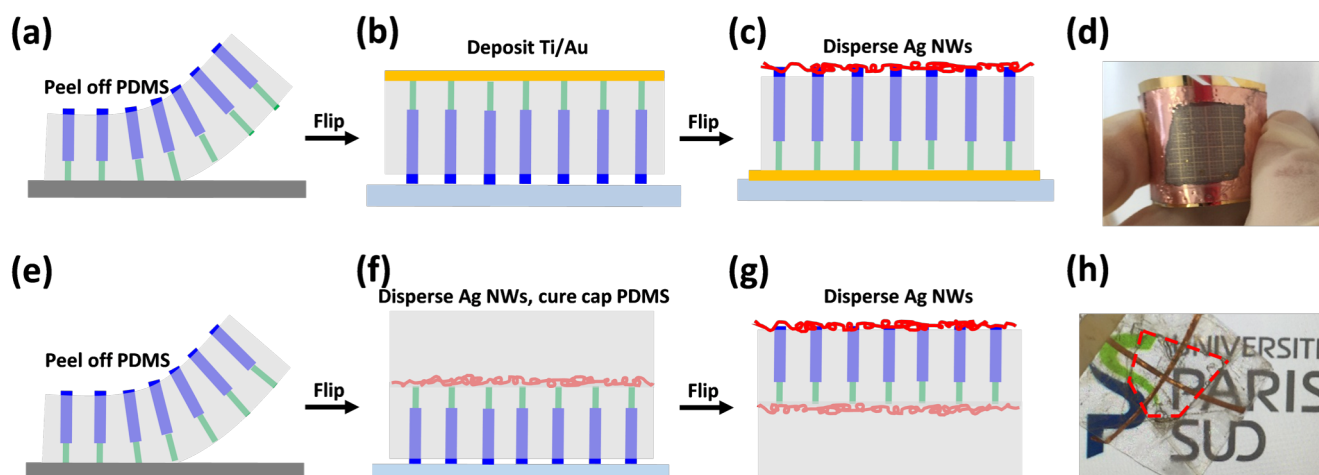 (a)
Peel off PDMS
Flip
(b)
Deposit Ti/Au
Flip
(c)
Disperse Ag NWs
(d)
(e)
Peel off PDMS
Flip
(f)
Disperse Ag NWs, cure cap PDMS
Flip
(g)
Disperse Ag NWs
(h)
UNIVERSITÉ
PARIS
SUD